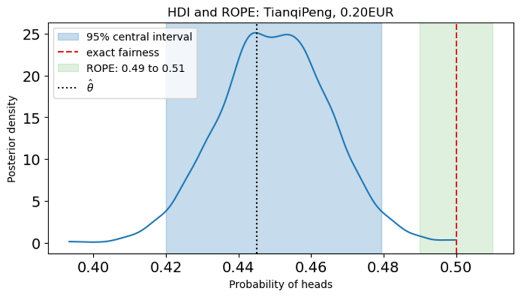 HDI and ROPE: TianqiPeng, 0.20EUR
95% central interval
exact fairness
ROPE: 0.49 to 0.51
θ̂
Posterior density
25
20
15
10
5
0
0.40 0.42 0.44 0.46 0.48 0.50
Probability of heads